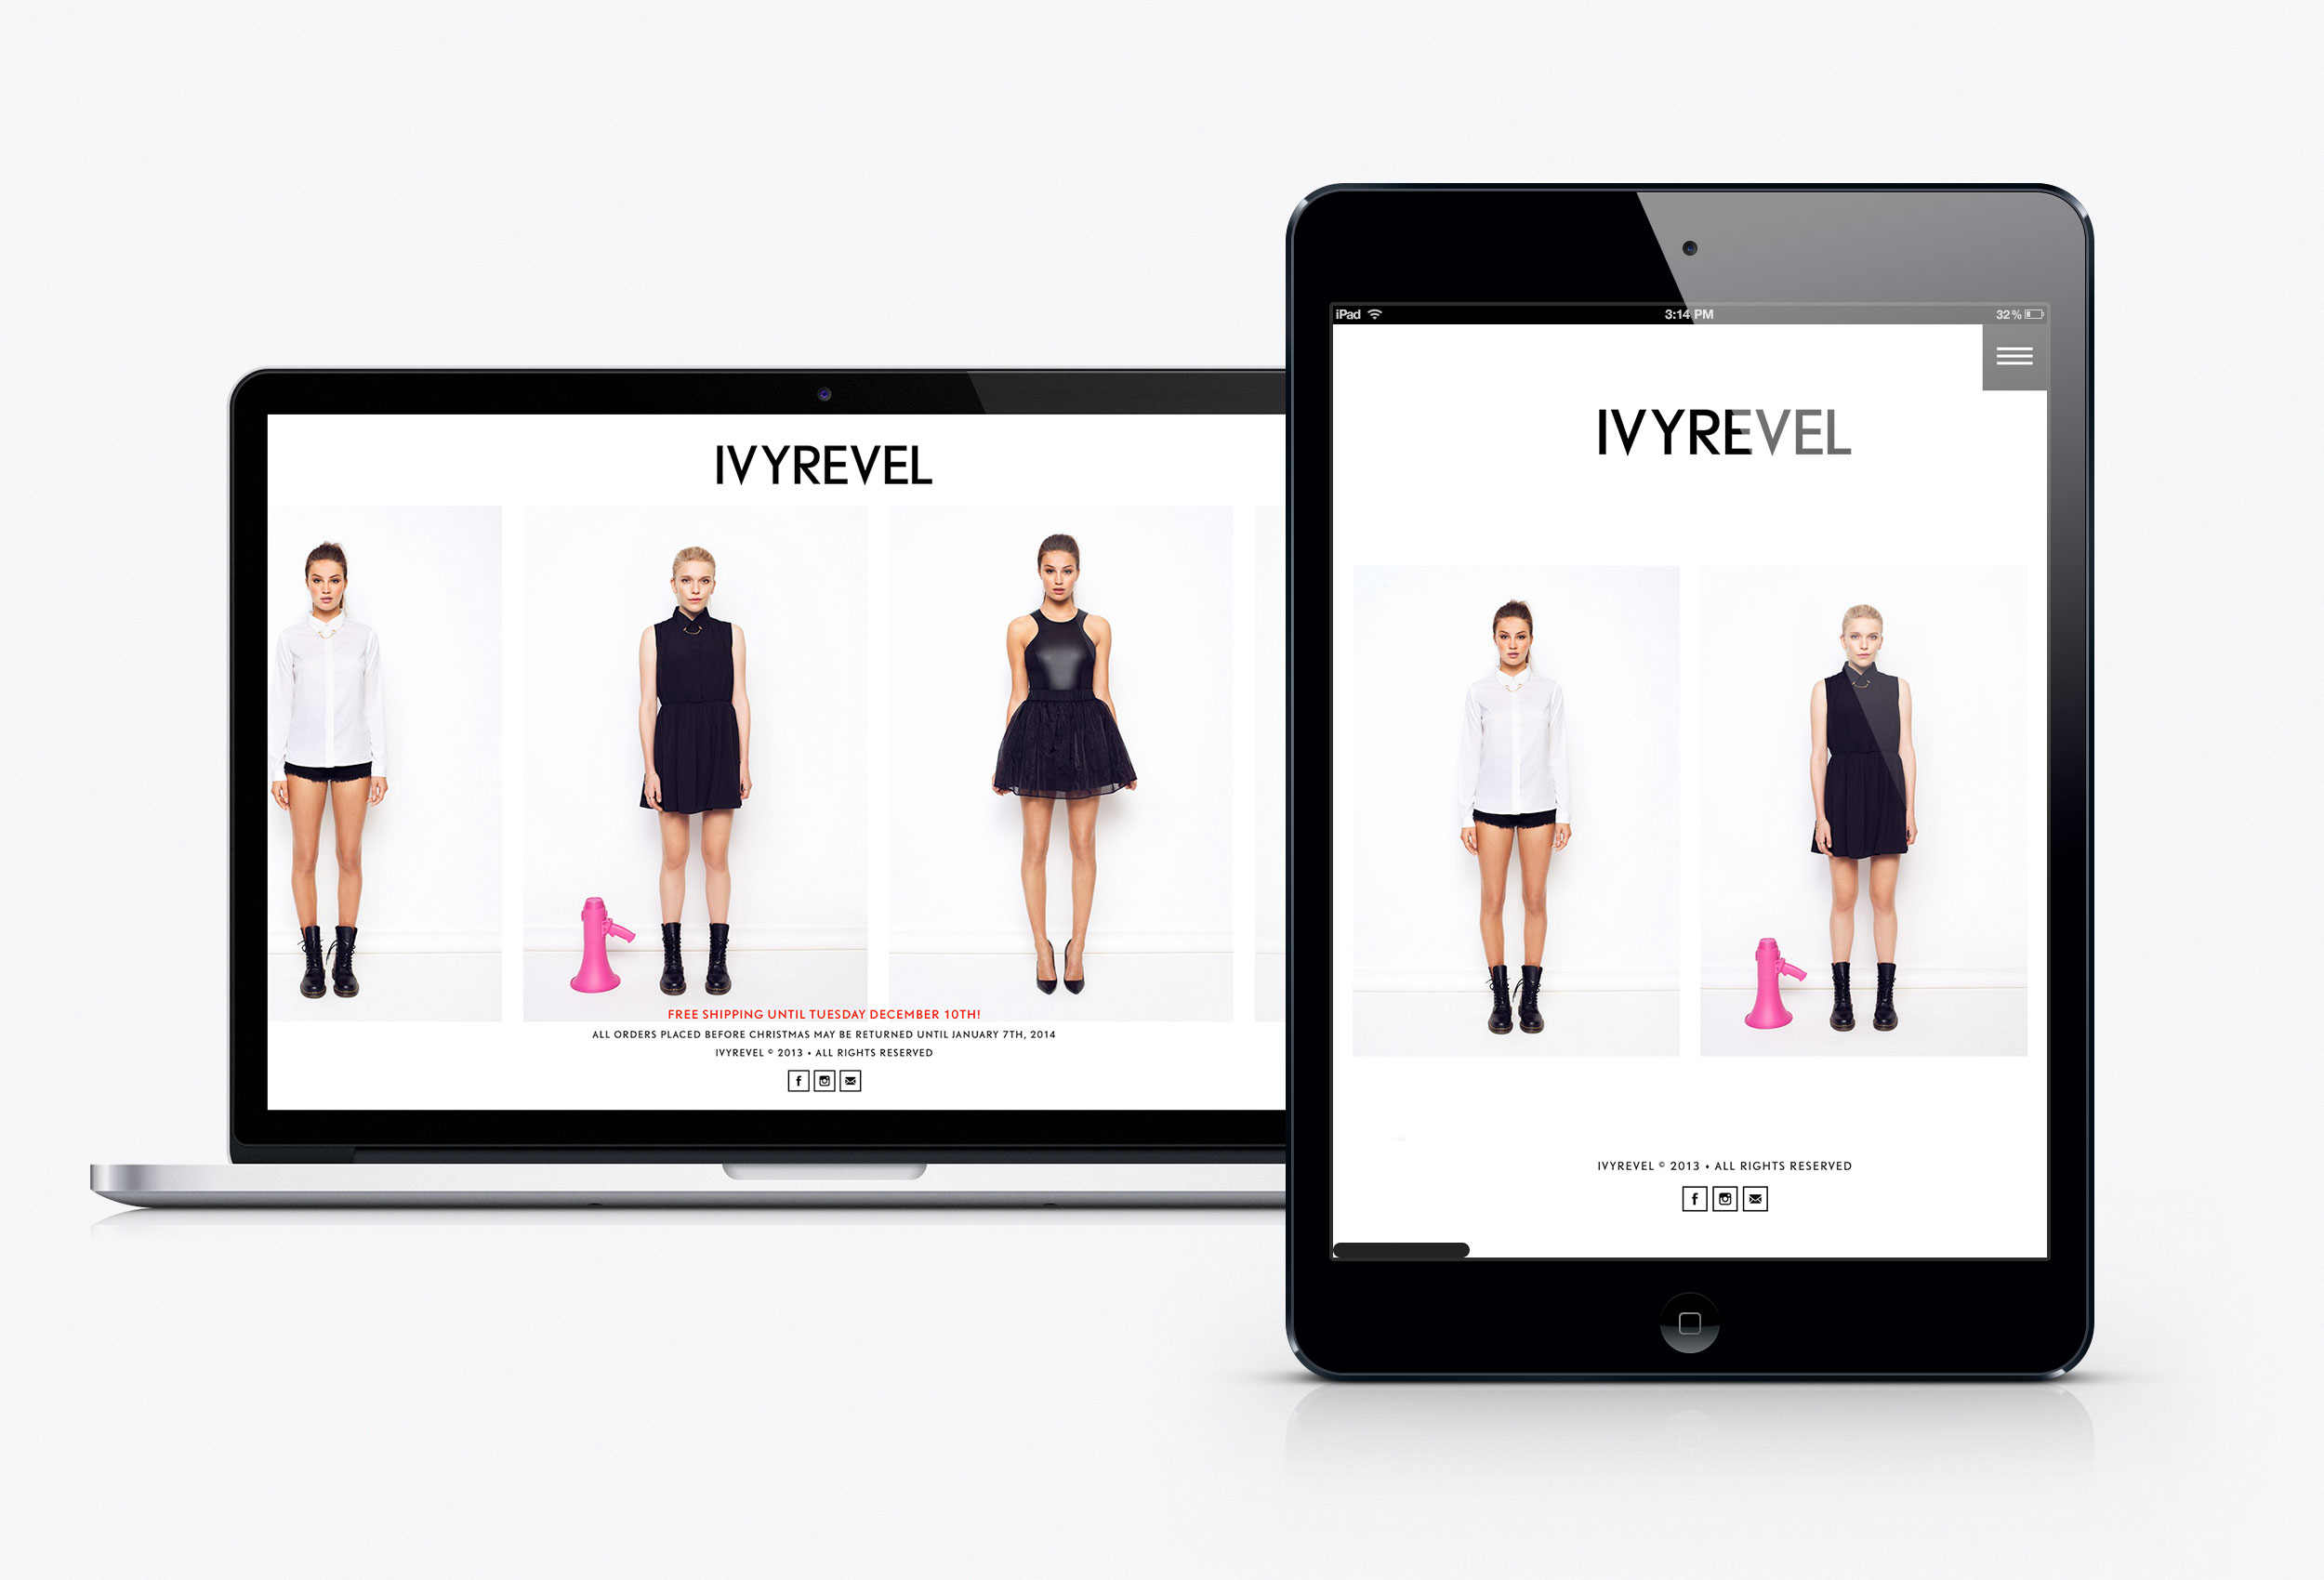 IVYREVEL
FREE SHIPPING UNTIL TUESDAY DECEMBER 10TH!
ALL ORDERS PLACED BEFORE CHRISTMAS MAY BE RETURNED UNTIL JANUARY 7TH, 2014
IVYREVEL © 2013 • ALL RIGHTS RESERVED
iPad 3:14 PM 32%
IVYREVEL
IVYREVEL © 2013 • ALL RIGHTS RESERVED